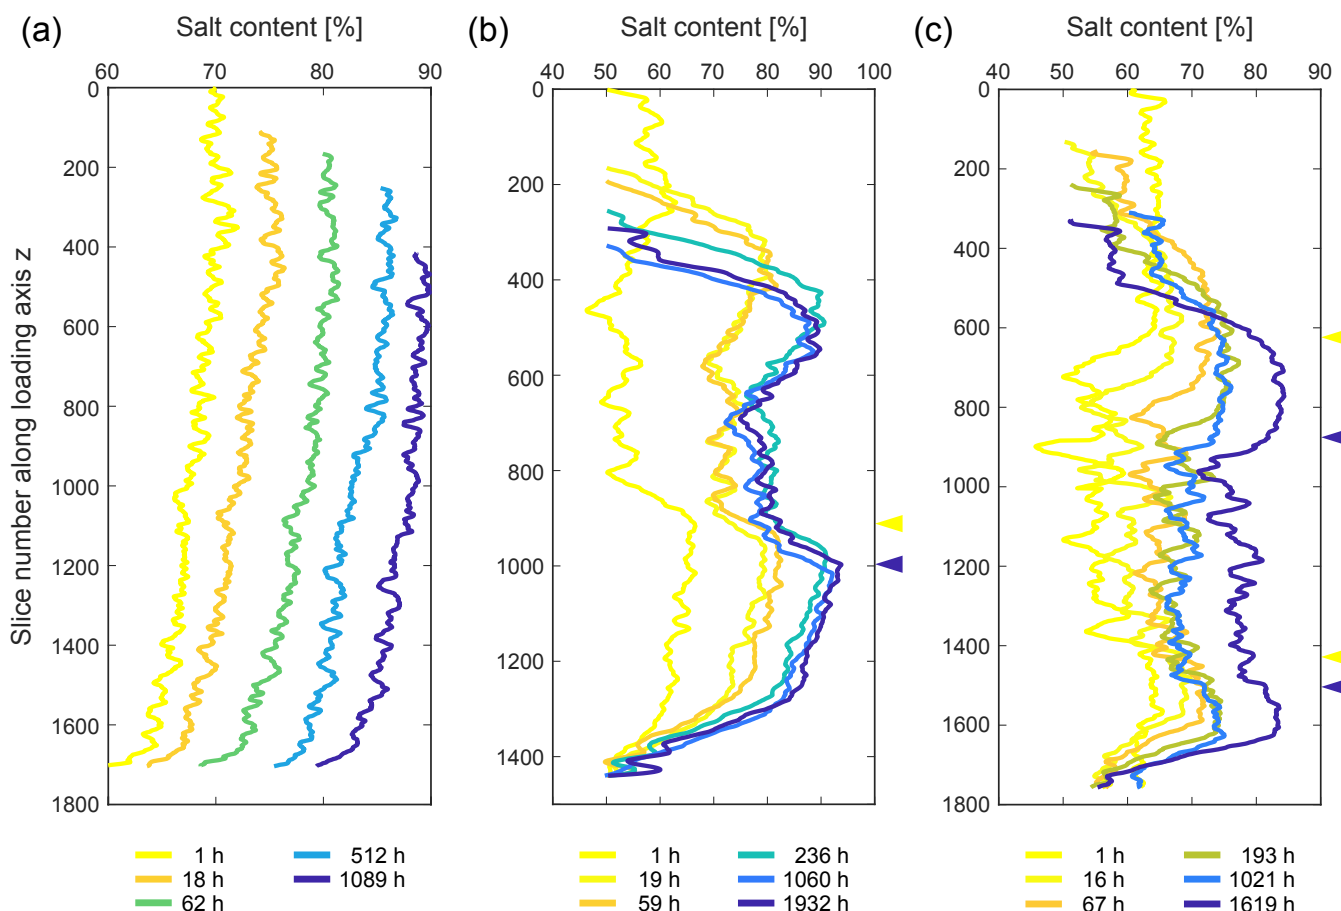 (a) Salt content [%]
60 70 80 90
0
200
400
600
800
1000
1200
1400
1600
1800
Slice number along loading axis z
1 h 512 h
18 h 1089 h
62 h
(b) Salt content [%]
40 50 60 70 80 90 100
0
200
400
600
800
1000
1200
1400
1500
1 h 236 h
19 h 1060 h
59 h 1932 h
(c) Salt content [%]
40 50 60 70 80 90
0
200
400
600
800
1000
1200
1400
1600
1800
1 h 193 h
16 h 1021 h
67 h 1619 h